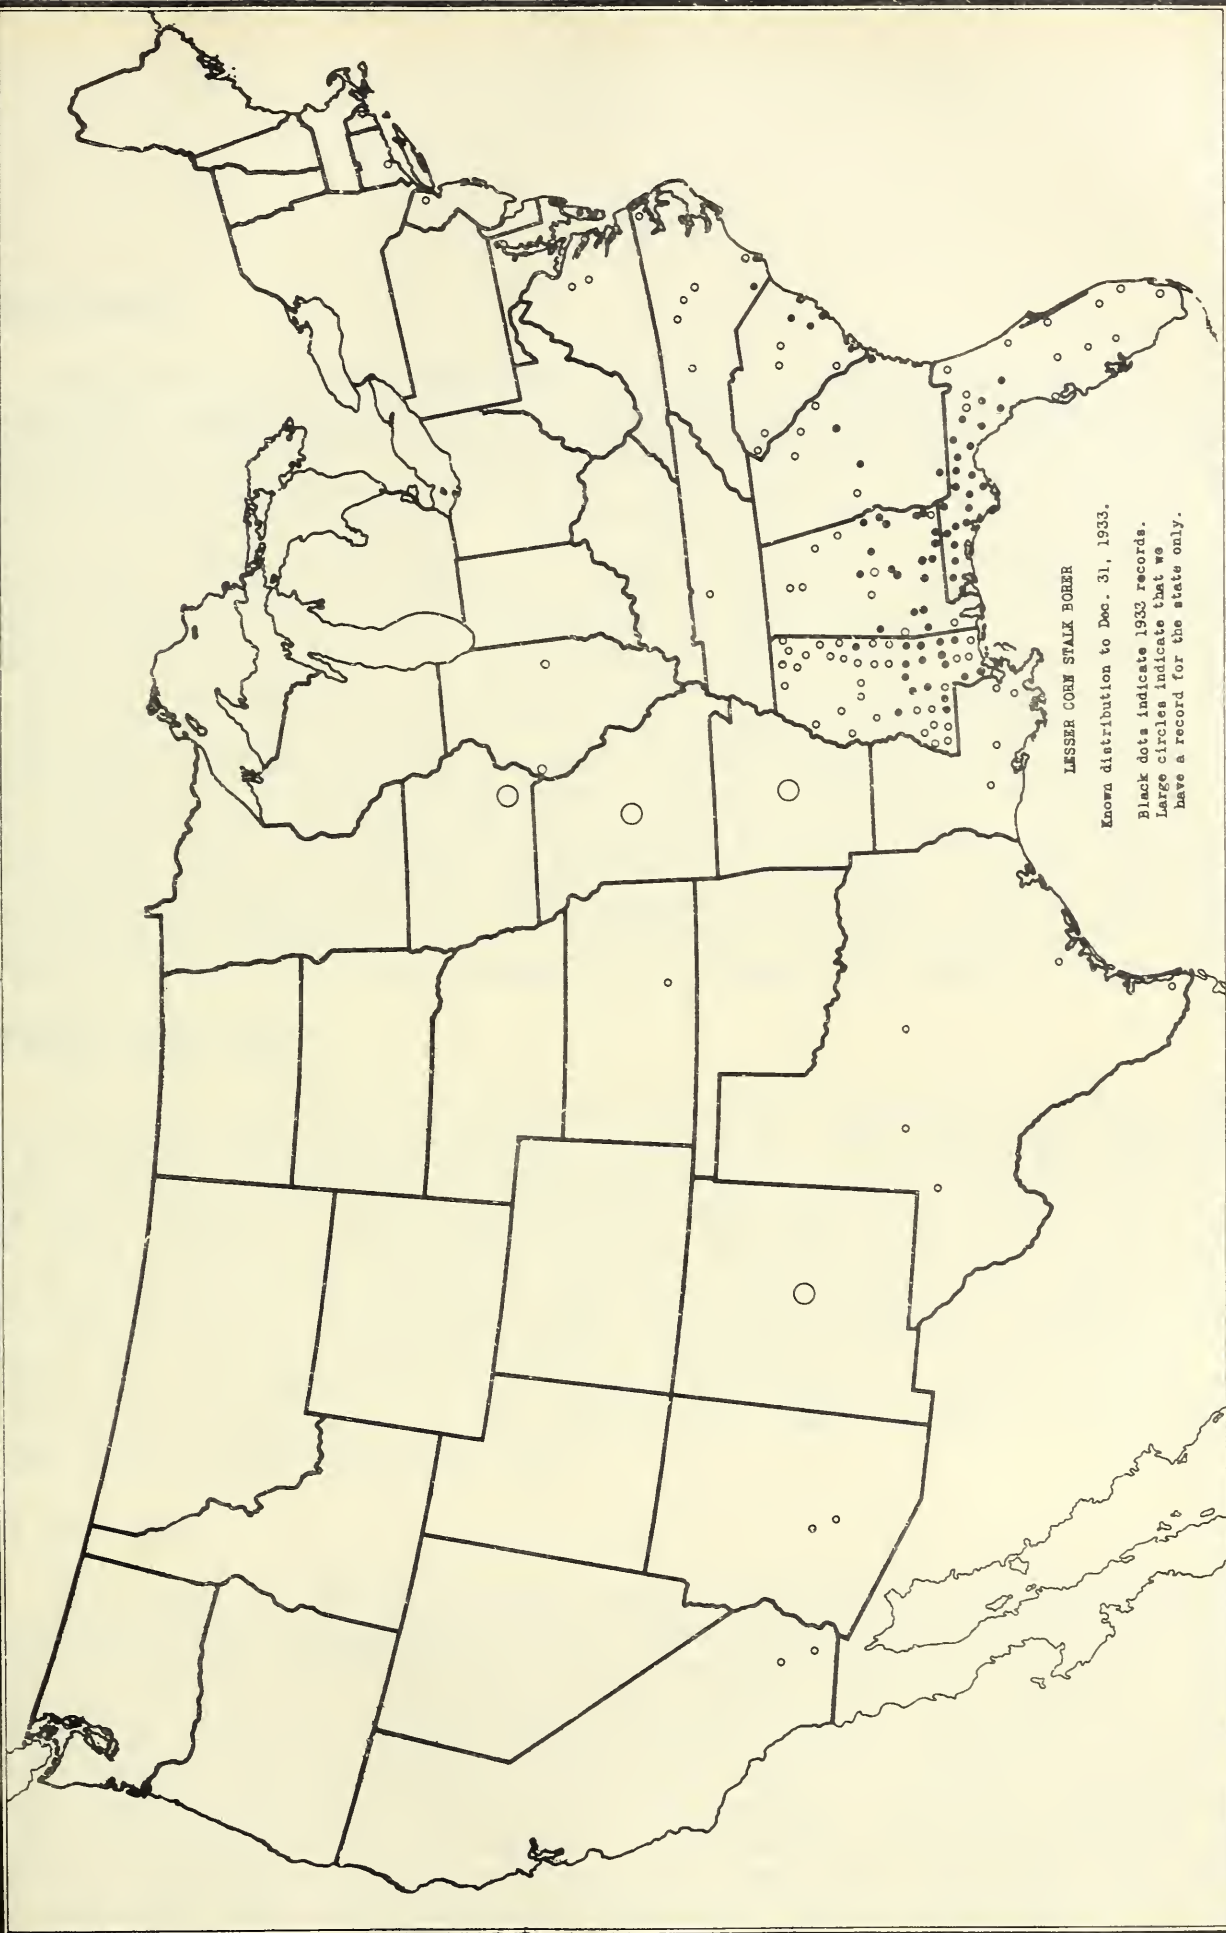 LESSER CORN STALK BORER
Known distribution to Dec. 31, 1933.
Black dots indicate 1933 records.
Large circles indicate that we
have a record for the state only.